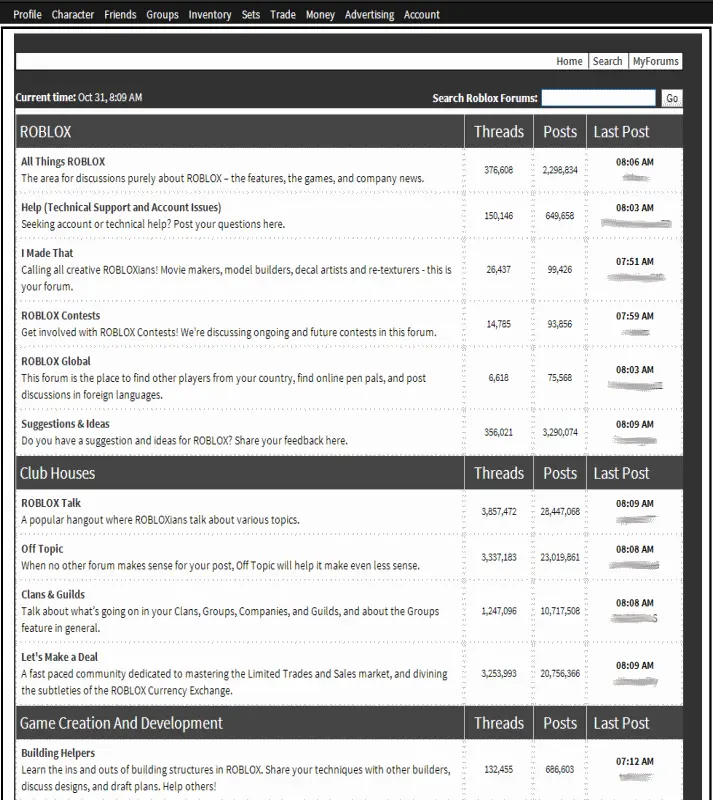 Profile Character Friends Groups Inventory Sets Trade Money Advertising Account
Home Search MyForums
Current time: Oct 31, 8:09 AM Search Roblox Forums: Go
ROBLOX Threads Posts Last Post
All Things ROBLOX
The area for discussions purely about ROBLOX – the features, the games, and company news.
376,608 2,298,834 08:06 AM
Help (Technical Support and Account Issues)
Seeking account or technical help? Post your questions here.
150,146 649,658 08:03 AM
I Made That
Calling all creative ROBLOXians! Movie makers, model builders, decal artists and re-texturers - this is
your forum.
26,437 99,426 07:51 AM
ROBLOX Contests
Get involved with ROBLOX Contests! We're discussing ongoing and future contests in this forum.
14,785 93,856 07:59 AM
ROBLOX Global
This forum is the place to find other players from your country, find online pen pals, and post
discussions in foreign languages.
6,618 75,568 08:03 AM
Suggestions & Ideas
Do you have a suggestion and ideas for ROBLOX? Share your feedback here.
356,021 3,290,074 08:09 AM
Club Houses Threads Posts Last Post
ROBLOX Talk
A popular hangout where ROBLOXians talk about various topics.
3,857,472 28,447,068 08:09 AM
Off Topic
When no other forum makes sense for your post, Off Topic will help it make even less sense.
3,337,183 23,019,861 08:08 AM
Clans & Guilds
Talk about what's going on in your Clans, Groups, Companies, and Guilds, and about the Groups
feature in general.
1,247,096 10,717,508 08:08 AM
Let's Make a Deal
A fast paced community dedicated to mastering the Limited Trades and Sales market, and divining
the subtleties of the ROBLOX Currency Exchange.
3,253,993 20,756,366 08:09 AM
Game Creation And Development Threads Posts Last Post
Building Helpers
Learn the ins and outs of building structures in ROBLOX. Share your techniques with other builders,
discuss designs, and draft plans. Help others!
132,455 686,603 07:12 AM